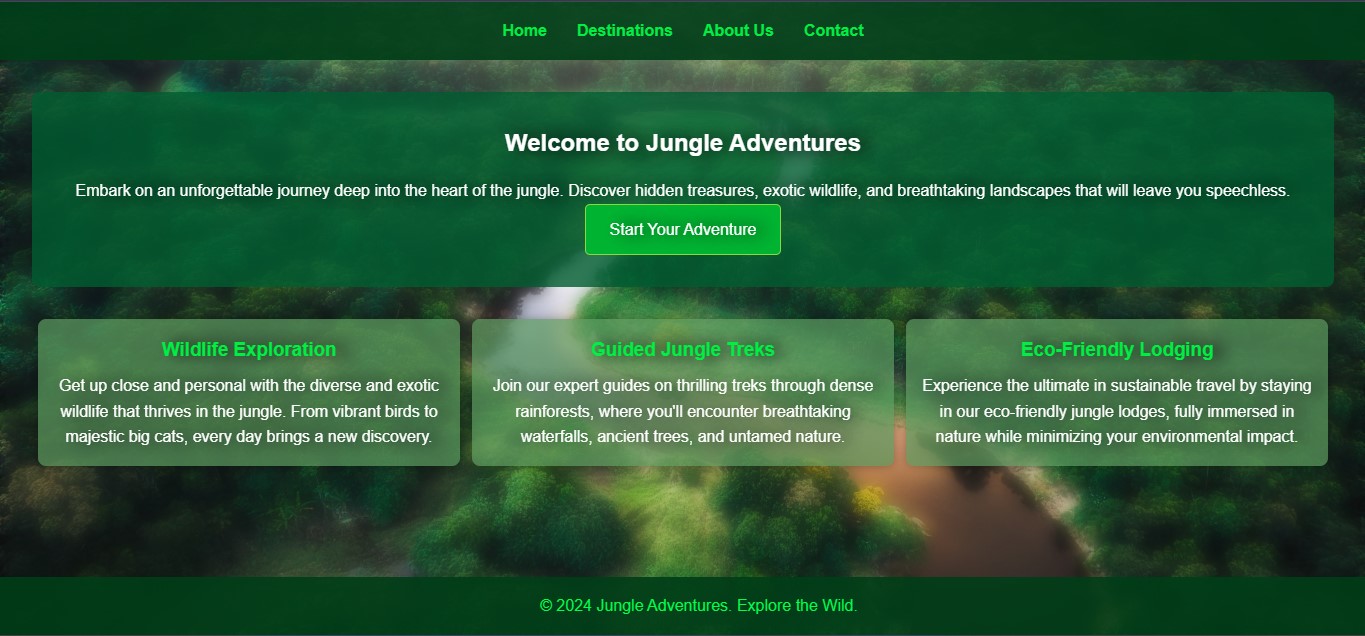 Home Destinations About Us Contact
Welcome to Jungle Adventures
Embark on an unforgettable journey deep into the heart of the jungle. Discover hidden treasures, exotic wildlife, and breathtaking landscapes that will leave you speechless.
Start Your Adventure
Wildlife Exploration
Get up close and personal with the diverse and exotic
wildlife that thrives in the jungle. From vibrant birds to
majestic big cats, every day brings a new discovery.
Guided Jungle Treks
Join our expert guides on thrilling treks through dense
rainforests, where you'll encounter breathtaking
waterfalls, ancient trees, and untamed nature.
Eco-Friendly Lodging
Experience the ultimate in sustainable travel by staying
in our eco-friendly jungle lodges, fully immersed in
nature while minimizing your environmental impact.
© 2024 Jungle Adventures. Explore the Wild.